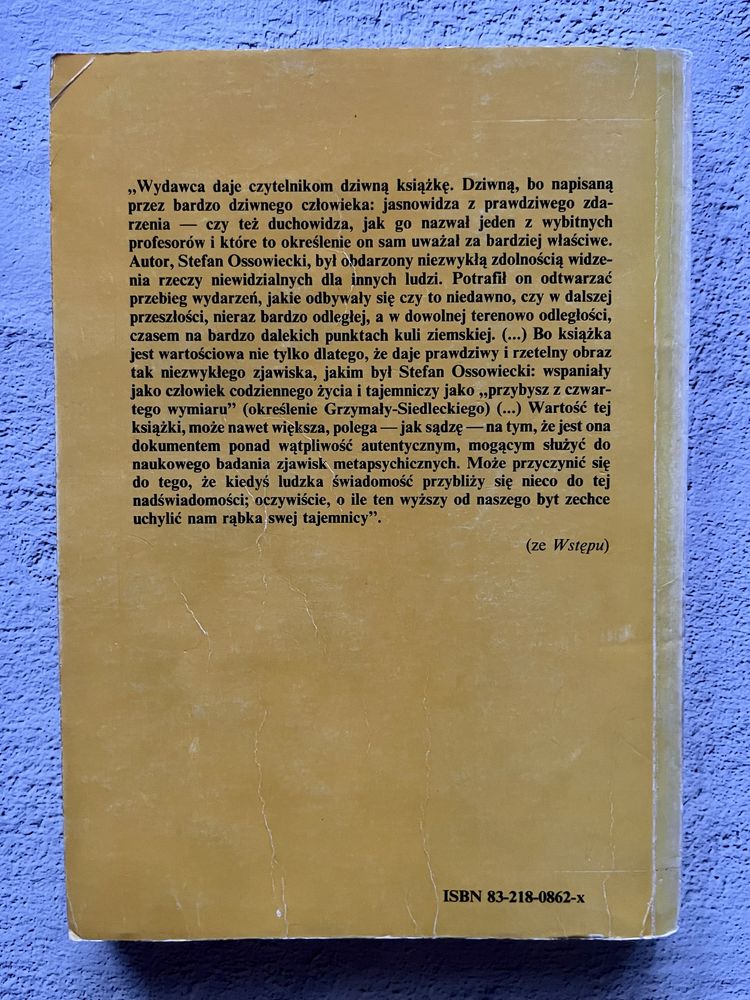 „Wydawca daje czytelnikom dziwną książkę. Dziwną, bo napisaną
przez bardzo dziwnego człowieka: jasnowidza z prawdziwego zda-
rzenia — czy też duchowidza, jak go nazwał jeden z wybitnych
profesorów i które to określenie on sam uważał za bardziej właściwe.
Autor, Stefan Ossowiecki, był obdarzony niezwykłą zdolnością widze-
nia rzeczy niewidzialnych dla innych ludzi. Potrafił on odtwarzać
przebieg wydarzeń, jakie odbywały się czy to niedawno, czy w dalszej
przeszłości, nieraz bardzo odległej, a w dowolnej terenowo odległości,
czasem na bardzo dalekich punktach kuli ziemskiej. (...) Bo książka
jest wartościowa nie tylko dlatego, że daje prawdziwy i rzetelny obraz
tak niezwykłego zjawiska, jakim był Stefan Ossowiecki: wspaniały
jako człowiek codziennego życia i tajemniczy jako „przybysz z czwar-
tego wymiaru” (określenie Grzymały-Siedleckiego) (...) Wartość tej
książki, może nawet większa, polega — jak sądzę — na tym, że jest ona
dokumentem ponad wątpliwość autentycznym, mogącym służyć do
naukowego badania zjawisk metapsychicznych. Może przyczynić się
do tego, że kiedyś ludzka świadomość przybliży się nieco do tej
nadświadomości; oczywiście, o ile ten wyższy od naszego byt zechce
uchylić nam rąbka swej tajemnicy”.
(ze Wstępu)
ISBN 83-218-0862-x